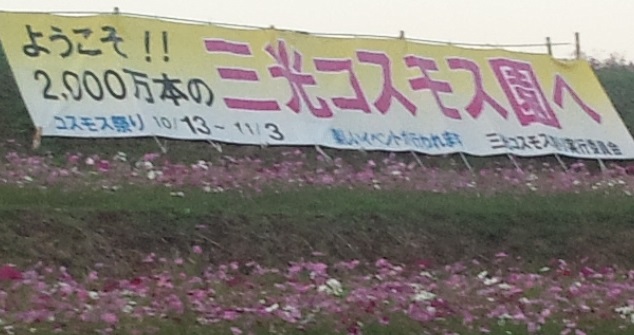 ようこそ!!
2,000万本の三光コスモス園へ
コスモス祭り 10/13~11/3
楽しいイベントが行われます
三光コスモス祭り実行委員会